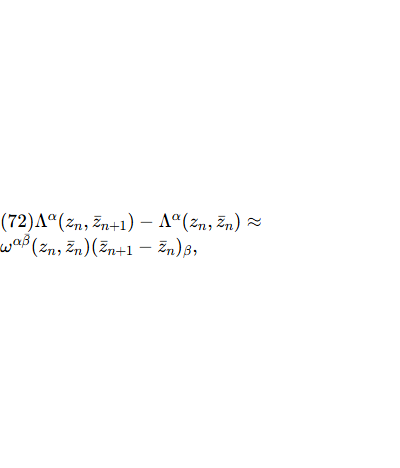 (72)Λ^α(z_n, z̄_{n+1}) − Λ^α(z_n, z̄_n) ≈
ω^{αβ̄}(z_n, z̄_n)(z̄_{n+1} − z̄_n)_β,